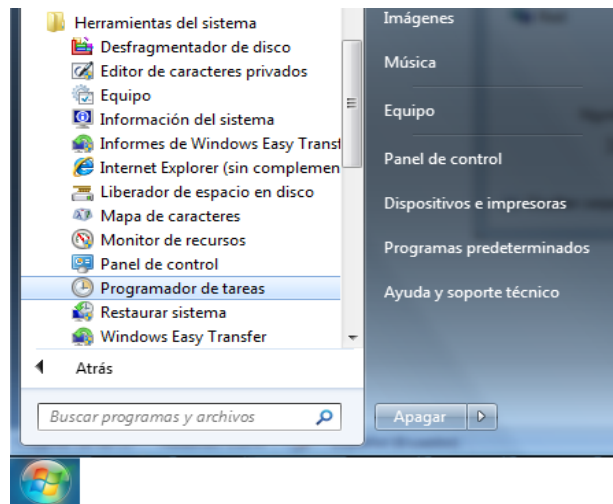 Herramientas del sistema
Desfragmentador de disco
Editor de caracteres privados
Equipo
Información del sistema
Informes de Windows Easy Transf
Internet Explorer (sin complemen
Liberador de espacio en disco
Mapa de caracteres
Monitor de recursos
Panel de control
Programador de tareas
Restaurar sistema
Windows Easy Transfer
Atrás
Buscar programas y archivos
Imágenes
Música
Equipo
Panel de control
Dispositivos e impresoras
Programas predeterminados
Ayuda y soporte técnico
Apagar